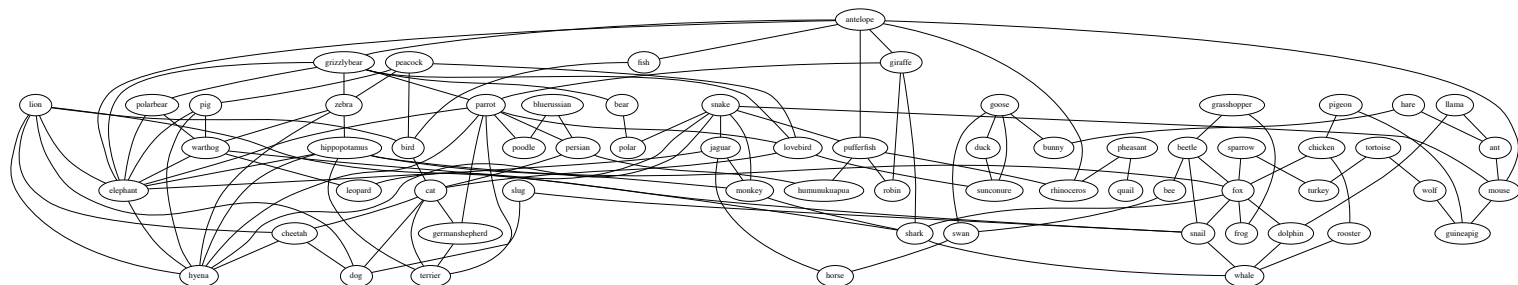 antelope
grizzlybear peacock fish giraffe
lion polarbear pig zebra parrot bluerussian bear snake goose grasshopper pigeon hare llama
warthog hippopotamus bird poodle persian polar jaguar lovebird pufferfish duck bunny pheasant beetle sparrow chicken tortoise ant
elephant leopard cat slug monkey humunukuapua robin sunconure rhinoceros quail bee fox turkey wolf mouse
cheetah germanshepherd shark swan snail frog dolphin rooster guineapig
hyena dog terrier horse whale